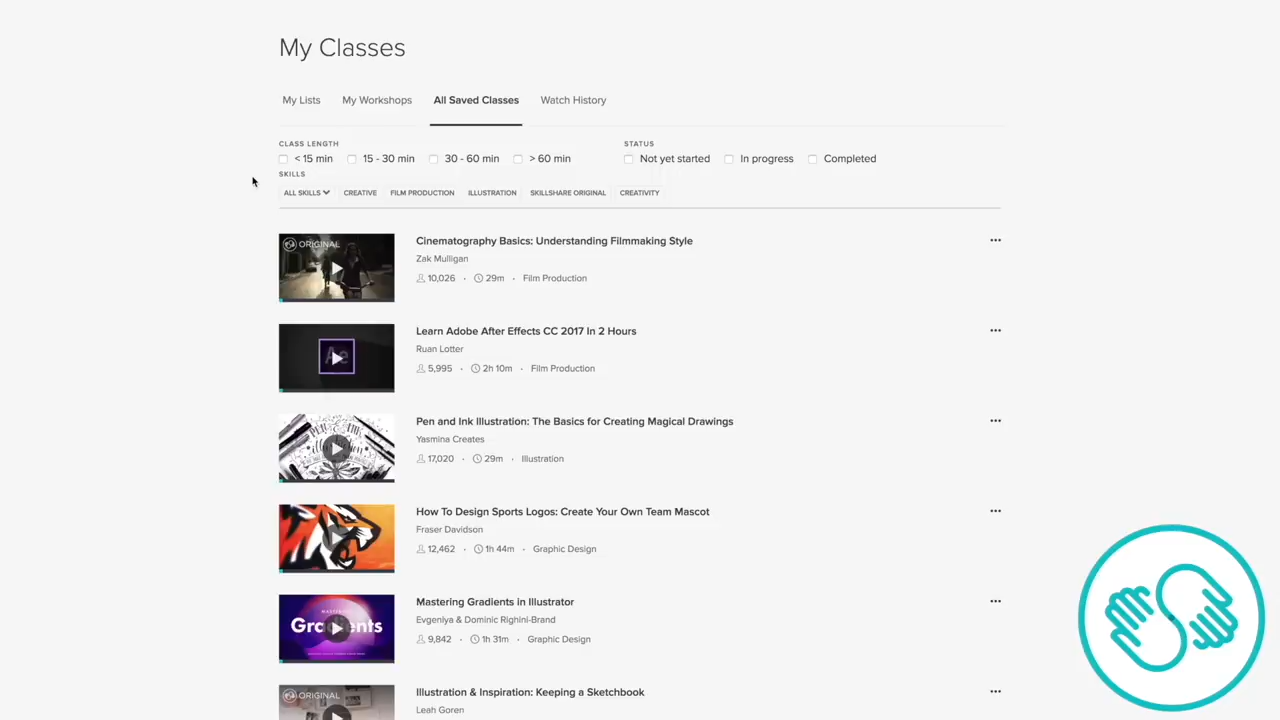 My Classes
My Lists My Workshops All Saved Classes Watch History
CLASS LENGTH STATUS
< 15 min 15 - 30 min 30 - 60 min > 60 min Not yet started In progress Completed
SKILLS
ALL SKILLS CREATIVE FILM PRODUCTION ILLUSTRATION SKILLSHARE ORIGINAL CREATIVITY
ORIGINAL
Cinematography Basics: Understanding Filmmaking Style
Zak Mulligan
10,026 · 29m · Film Production
Ae
Learn Adobe After Effects CC 2017 In 2 Hours
Ruan Lotter
5,995 · 2h 10m · Film Production
PEN & INK
Pen and Ink Illustration: The Basics for Creating Magical Drawings
Yasmina Creates
17,020 · 29m · Illustration
How To Design Sports Logos: Create Your Own Team Mascot
Fraser Davidson
12,462 · 1h 44m · Graphic Design
Gradients
Mastering Gradients in Illustrator
Evgeniya & Dominic Righini-Brand
9,842 · 1h 31m · Graphic Design
ORIGINAL
Illustration & Inspiration: Keeping a Sketchbook
Leah Goren